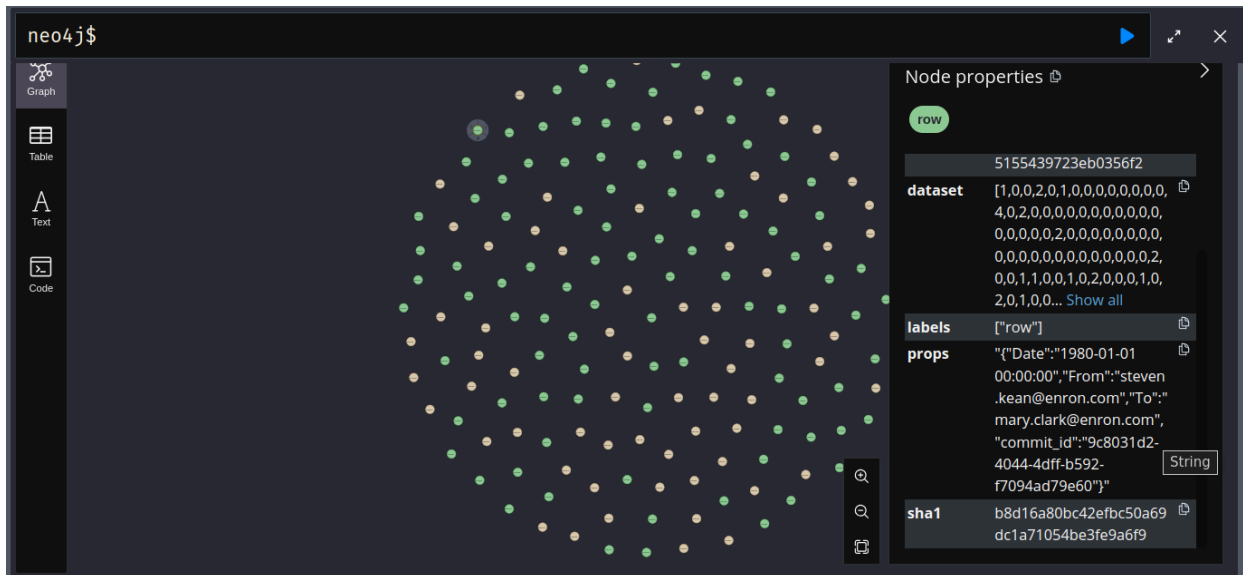 neo4j$
Graph
Table
Text
Code
Node properties
row
5155439723eb0356f2
dataset
[1,0,0,2,0,1,0,0,0,0,0,0,0,0,
4,0,2,0,0,0,0,0,0,0,0,0,0,0,
0,0,0,0,0,2,0,0,0,0,0,0,0,0,
0,0,0,0,0,0,0,0,0,0,0,0,0,2,
0,0,1,1,0,0,1,0,2,0,0,0,1,0,
2,0,1,0,0... Show all
labels
["row"]
props
"{"Date":"1980-01-01
00:00:00","From":"steven
.kean@enron.com","To":"
mary.clark@enron.com",
"commit_id":"9c8031d2-
4044-4dff-b592-
f7094ad79e60"}"
String
sha1
b8d16a80bc42efbc50a69
dc1a71054be3fe9a6f9